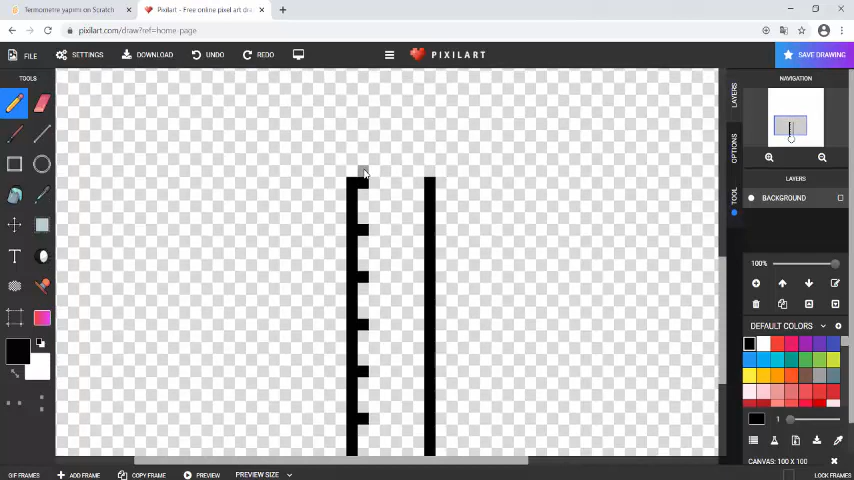 Termometre yapımı on Scratch
Pixilart - Free online pixel art dra
pixilart.com/draw?ref=home-page
FILE
SETTINGS
DOWNLOAD
UNDO
REDO
PIXILART
SAVE DRAWING
TOOLS
NAVIGATION
LAYERS
OPTIONS
TOOL
LAYERS
BACKGROUND
100%
DEFAULT COLORS
1
CANVAS: 100 X 100
GIF FRAMES
ADD FRAME
COPY FRAME
PREVIEW
PREVIEW SIZE
LOCK FRAMES